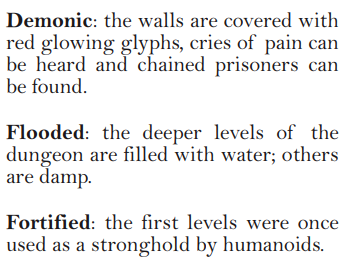 Demonic: the walls are covered with
red glowing glyphs, cries of pain can
be heard and chained prisoners can
be found.
Flooded: the deeper levels of the
dungeon are filled with water; others
are damp.
Fortified: the first levels were once
used as a stronghold by humanoids.